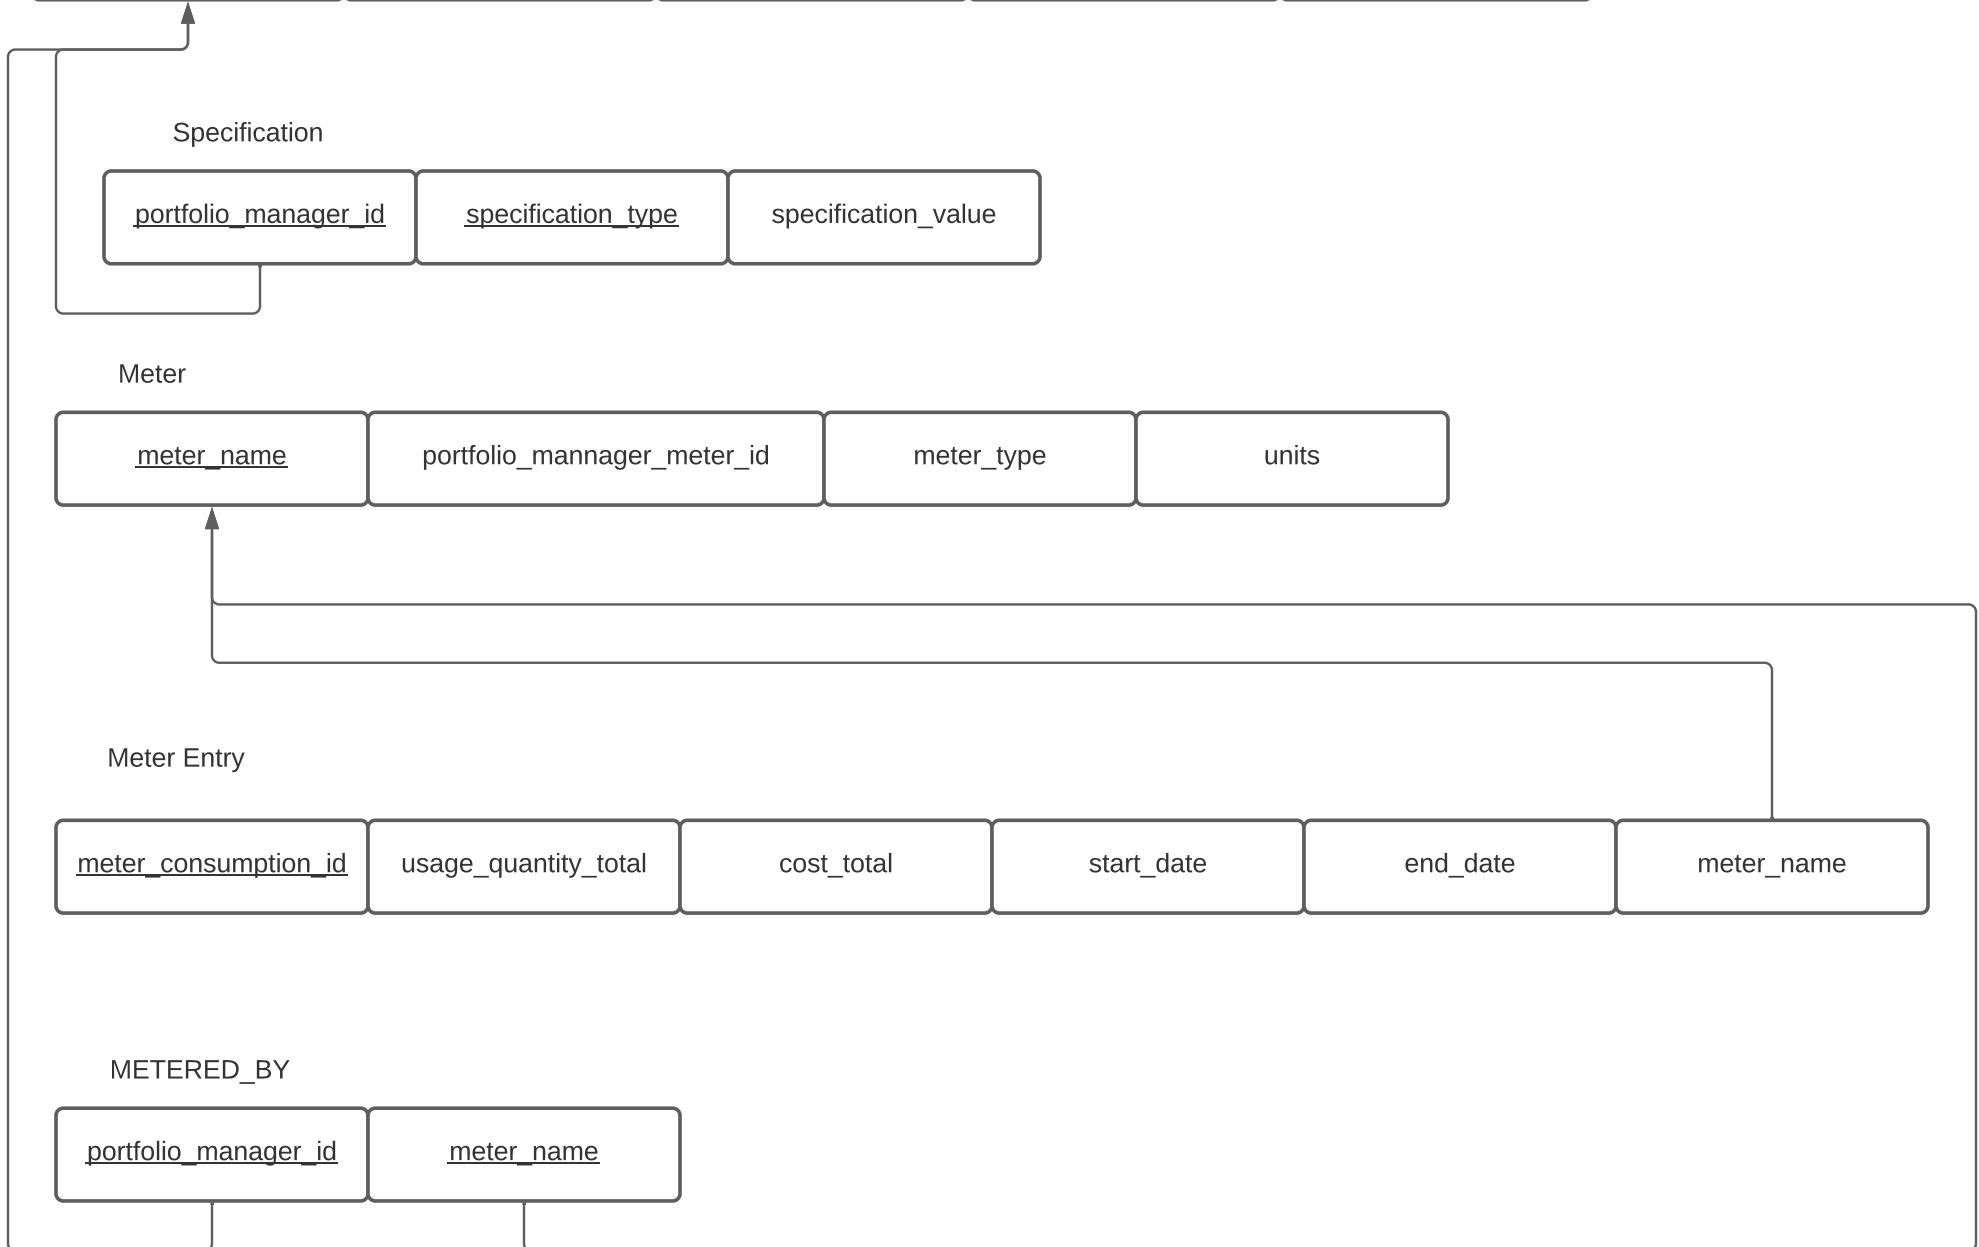 Specification
portfolio_manager_id specification_type specification_value
Meter
meter_name portfolio_mannager_meter_id meter_type units
Meter Entry
meter_consumption_id usage_quantity_total cost_total start_date end_date meter_name
METERED_BY
portfolio_manager_id meter_name